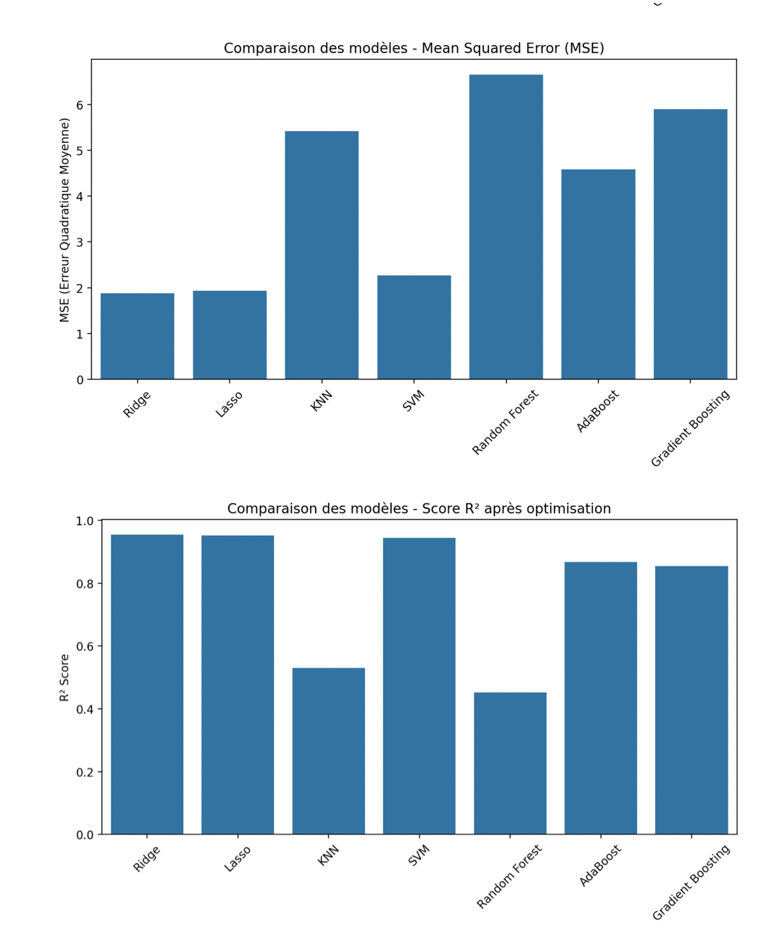 Comparaison des modèles - Mean Squared Error (MSE)
MSE (Erreur Quadratique Moyenne)
6
5
4
3
2
1
0
Ridge
Lasso
KNN
SVM
Random Forest
AdaBoost
Gradient Boosting
Comparaison des modèles - Score R² après optimisation
R² Score
1.0
0.8
0.6
0.4
0.2
0.0
Ridge
Lasso
KNN
SVM
Random Forest
AdaBoost
Gradient Boosting